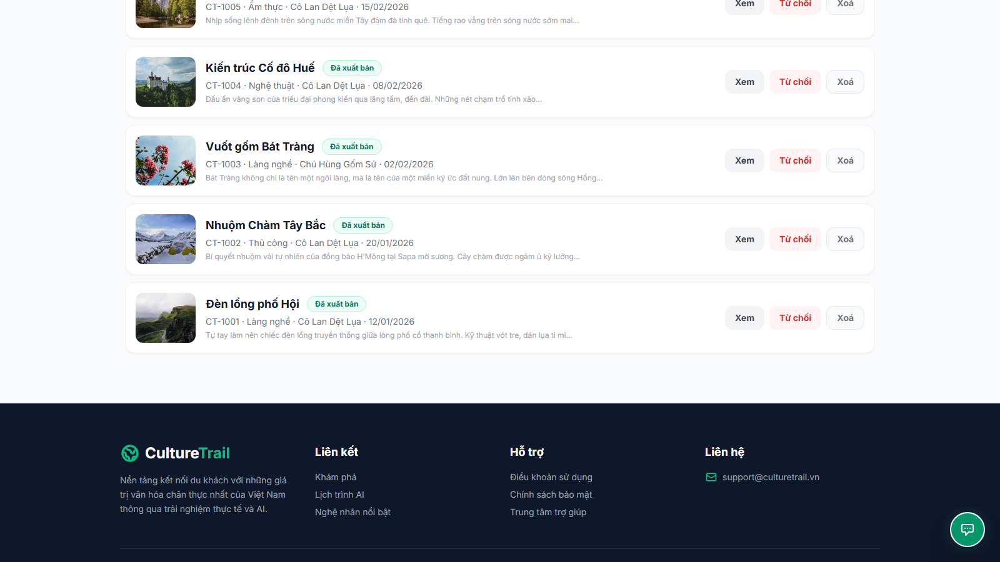 CT-1005 · Ẩm thực · Cô Lan Dệt Lụa · 15/02/2026
Nhịp sống lênh đênh trên sông nước miền Tây đậm đà tình quê. Tiếng rao vẳng trên sóng nước sớm mai...
Xem
Từ chối
Xoá
Kiến trúc Cố đô Huế
Đã xuất bản
CT-1004 · Nghệ thuật · Cô Lan Dệt Lụa · 08/02/2026
Dấu ấn vàng son của triều đại phong kiến qua lăng tẩm, đền đài. Những nét chạm trổ tinh xảo...
Xem
Từ chối
Xoá
Vuốt gốm Bát Tràng
Đã xuất bản
CT-1003 · Làng nghề · Chú Hùng Gốm Sứ · 02/02/2026
Bát Tràng không chỉ là tên một ngôi làng, mà là tên của một miền ký ức đất nung. Lớn lên bên dòng sông Hồng...
Xem
Từ chối
Xoá
Nhuộm Chàm Tây Bắc
Đã xuất bản
CT-1002 · Thủ công · Cô Lan Dệt Lụa · 20/01/2026
Bí quyết nhuộm vải tự nhiên của đồng bào H'Mông tại Sapa mờ sương. Cây chàm được ngâm ủ kỹ lưỡng...
Xem
Từ chối
Xoá
Đèn lồng phố Hội
Đã xuất bản
CT-1001 · Làng nghề · Cô Lan Dệt Lụa · 12/01/2026
Tự tay làm nên chiếc đèn lồng truyền thống giữa lòng phố cổ thanh bình. Kỹ thuật vót tre, dán lụa tỉ mỉ...
Xem
Từ chối
Xoá
CultureTrail
Nền tảng kết nối du khách với những giá
trị văn hóa chân thực nhất của Việt Nam
thông qua trải nghiệm thực tế và AI.
Liên kết
Khám phá
Lịch trình AI
Nghệ nhân nổi bật
Hỗ trợ
Điều khoản sử dụng
Chính sách bảo mật
Trung tâm trợ giúp
Liên hệ
support@culturetrail.vn